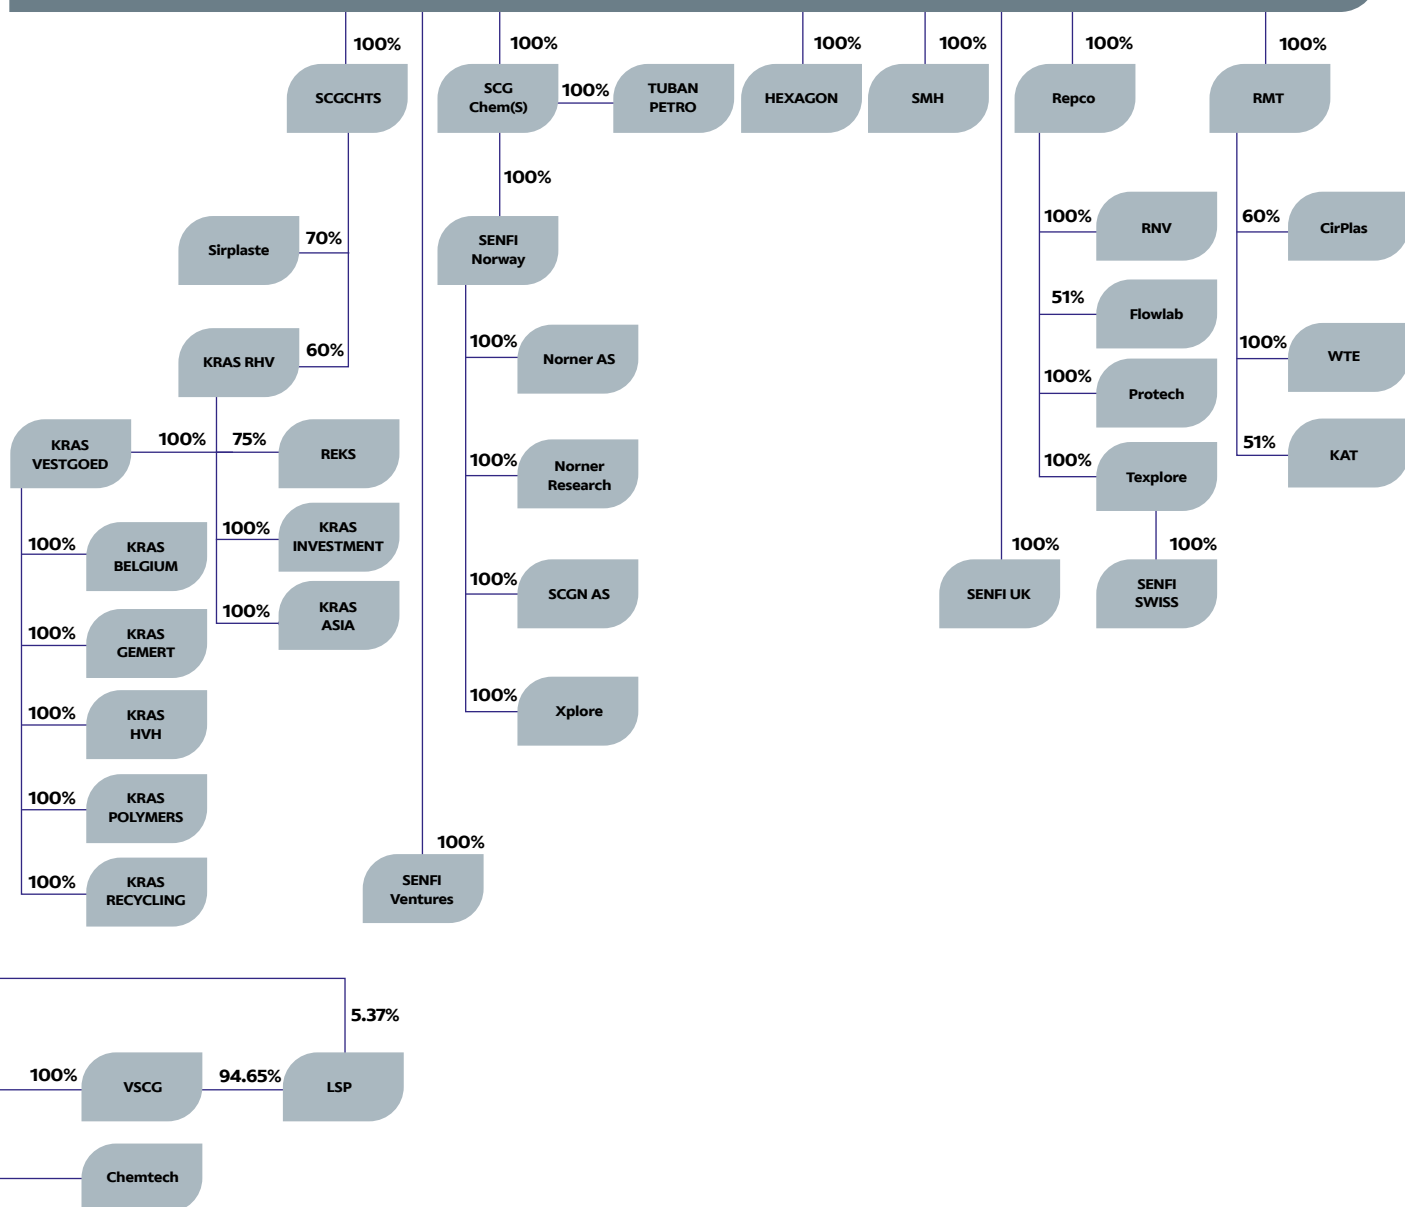 100%
100%
100%
100%
100%
100%
SCGCHTS
SCG
Chem(S)
100%
TUBAN
PETRO
HEXAGON
SMH
Repco
RMT
100%
Sirplaste
70%
SENFI
Norway
100%
RNV
60%
CirPlas
51%
Flowlab
KRAS RHV
60%
100%
Norner AS
100%
WTE
100%
Protech
KRAS
VESTGOED
100%
75%
REKS
100%
Norner
Research
100%
Texplore
51%
KAT
100%
KRAS
BELGIUM
100%
KRAS
INVESTMENT
100%
100%
100%
KRAS
ASIA
100%
SCGN AS
SENFI UK
SENFI
SWISS
100%
KRAS
GEMERT
100%
KRAS
HVH
100%
Xplore
100%
KRAS
POLYMERS
100%
SENFI
Ventures
100%
KRAS
RECYCLING
5.37%
100%
VSCG
94.65%
LSP
Chemtech